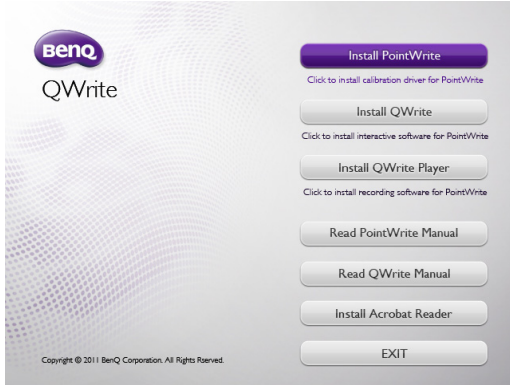 BenQ
QWrite
Install PointWrite
Click to install calibration driver for PointWrite
Install QWrite
Click to install interactive software for PointWrite
Install QWrite Player
Click to install recording software for PointWrite
Read PointWrite Manual
Read QWrite Manual
Install Acrobat Reader
EXIT
Copyright © 2011 BenQ Corporation. All Rights Rserved.